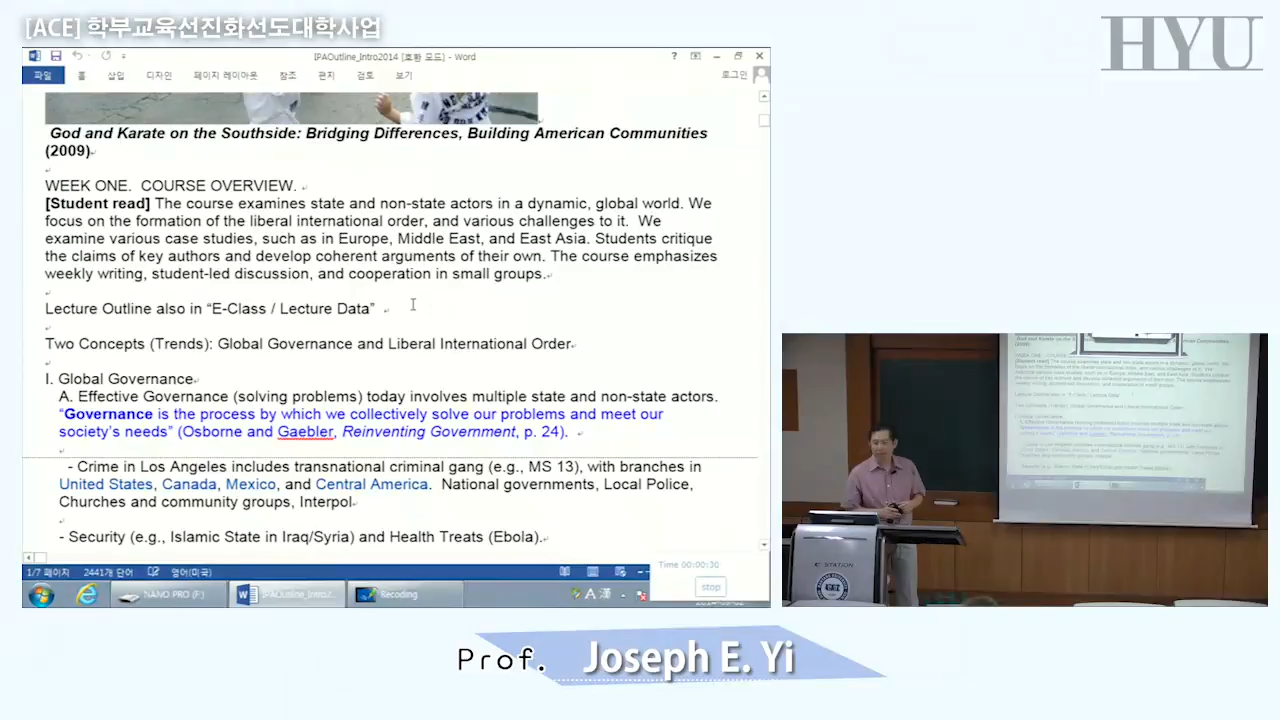 [ACE] 학부교육선진화선도대학사업
HYU
IPAOutline_Intro2014 [호환 모드] - Word
파일 홈 삽입 디자인 페이지 레이아웃 참조 편지 검토 보기 로그인
God and Karate on the Southside: Bridging Differences, Building American Communities
(2009)
WEEK ONE. COURSE OVERVIEW.
[Student read] The course examines state and non-state actors in a dynamic, global world. We
focus on the formation of the liberal international order, and various challenges to it. We
examine various case studies, such as in Europe, Middle East, and East Asia. Students critique
the claims of key authors and develop coherent arguments of their own. The course emphasizes
weekly writing, student-led discussion, and cooperation in small groups.
Lecture Outline also in “E-Class / Lecture Data”
Two Concepts (Trends): Global Governance and Liberal International Order
I. Global Governance
A. Effective Governance (solving problems) today involves multiple state and non-state actors.
“Governance is the process by which we collectively solve our problems and meet our
society’s needs” (Osborne and Gaebler, Reinventing Government, p. 24).
- Crime in Los Angeles includes transnational criminal gang (e.g., MS 13), with branches in
United States, Canada, Mexico, and Central America. National governments, Local Police,
Churches and community groups, Interpol
- Security (e.g., Islamic State in Iraq/Syria) and Health Treats (Ebola).
1/7 페이지 2441개 단어 영어(미국)
Time 00:00:30
stop
NANO PRO (F:) IPAOutline_Intro2... Recoding A 漢
e⁺ STATION
Prof. Joseph E. Yi